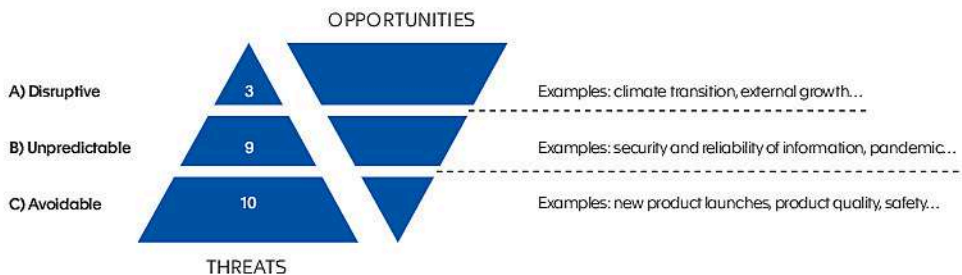 OPPORTUNITIES
A) Disruptive
3
Examples: climate transition, external growth...
B) Unpredictable
9
Examples: security and reliability of information, pandemic...
C) Avoidable
10
Examples: new product launches, product quality, safety...
THREATS